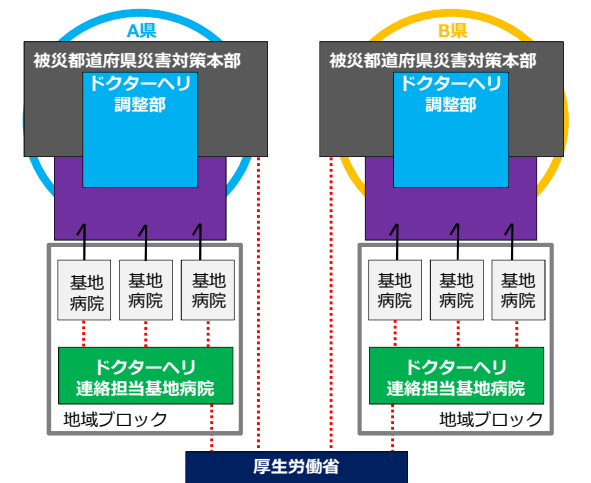 A県
被災都道府県災害対策本部
ドクターヘリ
調整部
基地
病院
基地
病院
基地
病院
ドクターヘリ
連絡担当基地病院
地域ブロック
B県
被災都道府県災害対策本部
ドクターヘリ
調整部
基地
病院
基地
病院
基地
病院
ドクターヘリ
連絡担当基地病院
地域ブロック
厚生労働省